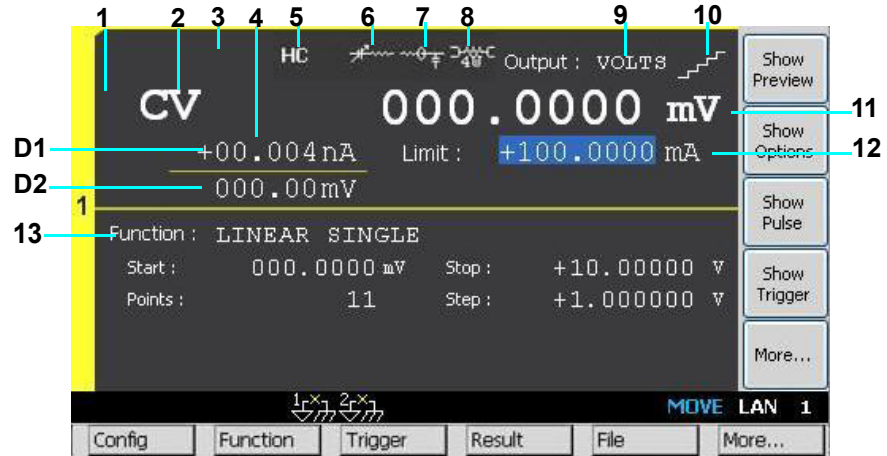 1 2 3 4 5 6 7 8 9 10
HC 4W Output : VOLTS
CV 000.0000 mV 11
D1 +00.004nA Limit : +100.0000 mA 12
D2 000.00mV
1
13 Function : LINEAR SINGLE
Start : 000.0000 mV Stop : +10.00000 V
Points : 11 Step : +1.000000 V
Show Preview
Show Options
Show Pulse
Show Trigger
More...
1 2 MOVE LAN 1
Config Function Trigger Result File More...